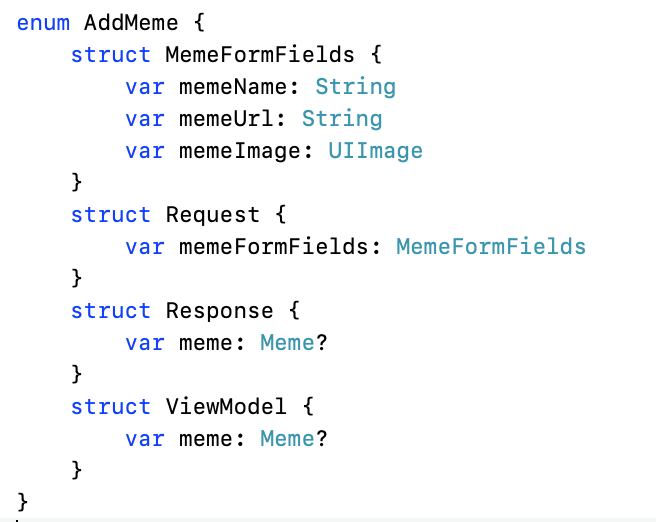 enum AddMeme {
    struct MemeFormFields {
        var memeName: String
        var memeUrl: String
        var memeImage: UIImage
    }
    struct Request {
        var memeFormFields: MemeFormFields
    }
    struct Response {
        var meme: Meme?
    }
    struct ViewModel {
        var meme: Meme?
    }
}